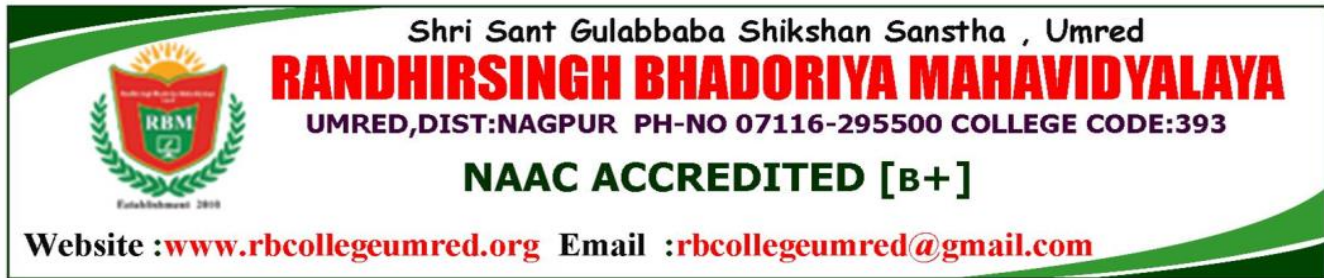 Shri Sant Gulabbaba Shikshan Sanstha , Umred
RANDHIRSINGH BHADORIYA MAHAVIDYALAYA
UMRED,DIST:NAGPUR PH-NO 07116-295500 COLLEGE CODE:393
NAAC ACCREDITED [B+]
RBM
Establishment 2010
Website :www.rbcollegeumred.org Email :rbcollegeumred@gmail.com